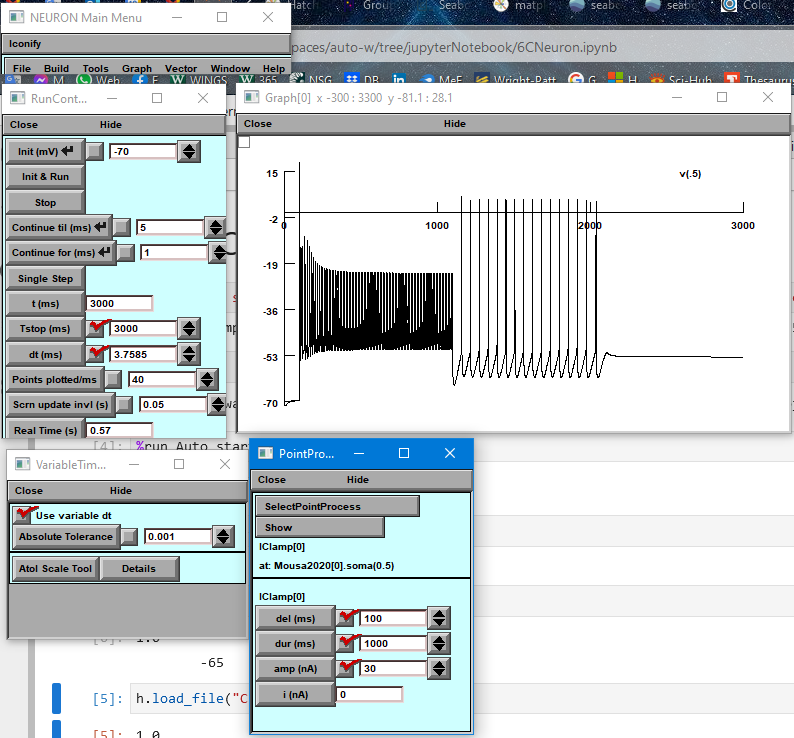 NEURON Main Menu
Iconify
File Build Tools Graph Vector Window Help
Grou
Seab
matp
seab
seab
Color
paces/auto-w/tree/jupyterNotebook/6CNeuron.ipynb
M
Web
WINGS
365
NSG
DB
in
MeF
Wright-Patt
G
H
Sci-Hub
Thesaurus
RunCont...
Close Hide
Init (mV) -70
Init & Run
Stop
Continue til (ms) 5
Continue for (ms) 1
Single Step
t (ms) 3000
Tstop (ms) 3000
dt (ms) 3.7585
Points plotted/ms 40
Scrn update invl (s) 0.05
Real Time (s) 0.57
Graph[0] x -300 : 3300 y -81.1 : 28.1
Close Hide
v(.5)
15
-2
-19
-36
-53
-70
0 1000 2000 3000
[4]: %run Auto star
VariableTim...
Close Hide
Use variable dt
Absolute Tolerance 0.001
Atol Scale Tool Details
PointPro...
Close Hide
SelectPointProcess
Show
IClamp[0]
at: Mousa2020[0].soma(0.5)
IClamp[0]
del (ms) 100
dur (ms) 1000
amp (nA) 30
i (nA) 0
1.0
-65
[5]: h.load_file("C
[5]: 1.0